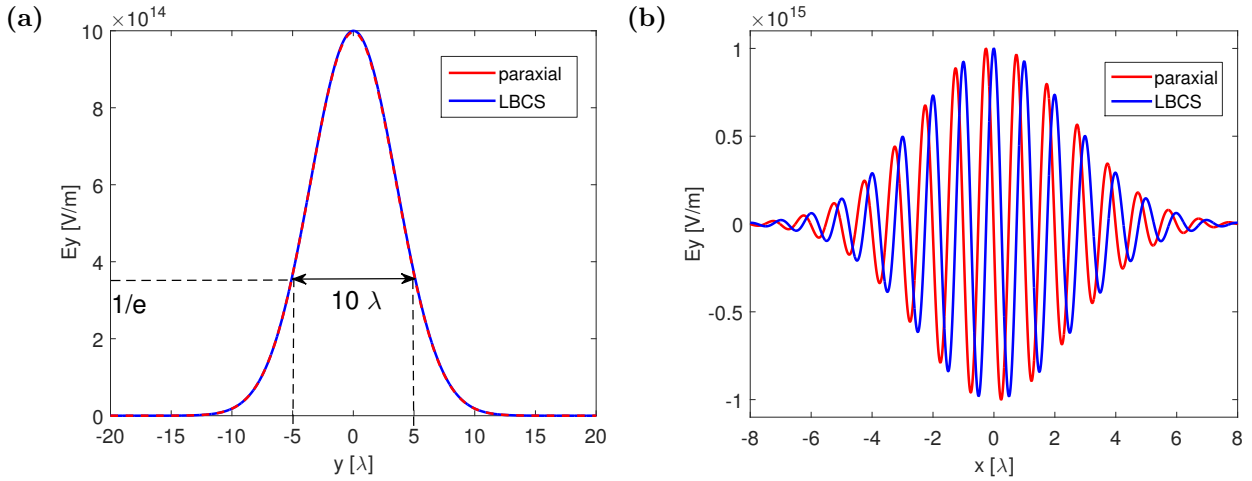 (a)
×10^14
Ey [V/m]
10
8
6
4
2
0
paraxial
LBCS
1/e
10 λ
-20 -15 -10 -5 0 5 10 15 20
y [λ]
(b)
×10^15
Ey [V/m]
1
0.5
0
-0.5
-1
paraxial
LBCS
-8 -6 -4 -2 0 2 4 6 8
x [λ]